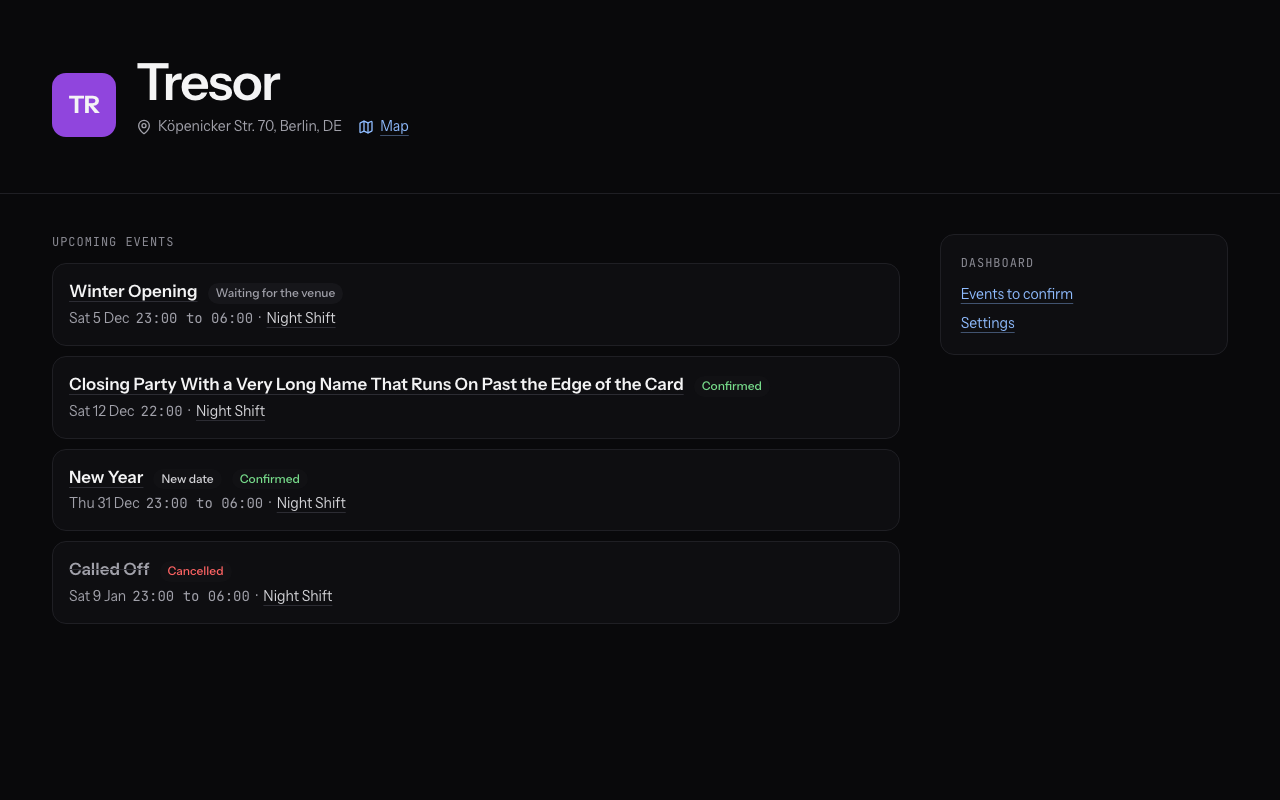 TR
Tresor
Köpenicker Str. 70, Berlin, DE Map
UPCOMING EVENTS
Winter Opening Waiting for the venue
Sat 5 Dec 23:00 to 06:00 · Night Shift
Closing Party With a Very Long Name That Runs On Past the Edge of the Card Confirmed
Sat 12 Dec 22:00 · Night Shift
New Year New date Confirmed
Thu 31 Dec 23:00 to 06:00 · Night Shift
Called Off Cancelled
Sat 9 Jan 23:00 to 06:00 · Night Shift
DASHBOARD
Events to confirm
Settings